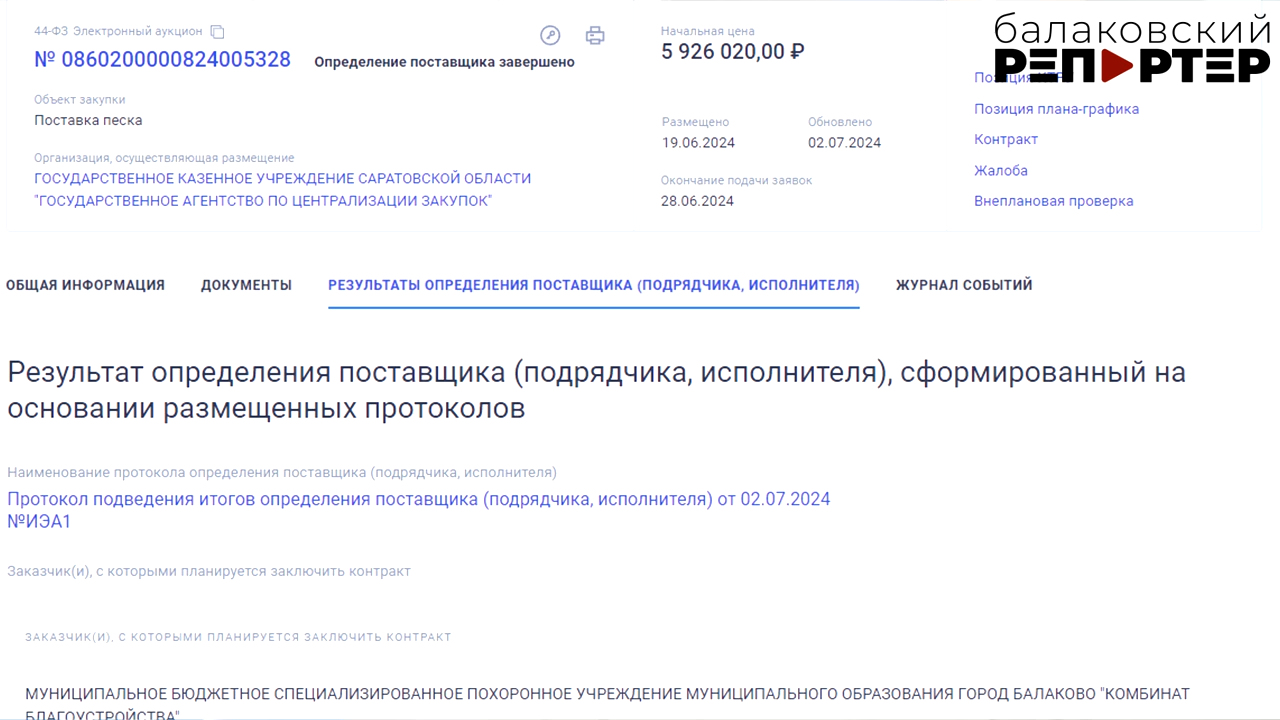 44-ФЗ Электронный аукцион
№ 0860200000824005328
Определение поставщика завершено
Объект закупки
Поставка песка
Организация, осуществляющая размещение
ГОСУДАРСТВЕННОЕ КАЗЕННОЕ УЧРЕЖДЕНИЕ САРАТОВСКОЙ ОБЛАСТИ
"ГОСУДАРСТВЕННОЕ АГЕНТСТВО ПО ЦЕНТРАЛИЗАЦИИ ЗАКУПОК"
Начальная цена
5 926 020,00 ₽
Размещено
19.06.2024
Обновлено
02.07.2024
Окончание подачи заявок
28.06.2024
балаковский
РЕПОРТЕР
Позиция
Позиция плана-графика
Контракт
Жалоба
Внеплановая проверка
ОБЩАЯ ИНФОРМАЦИЯ
ДОКУМЕНТЫ
РЕЗУЛЬТАТЫ ОПРЕДЕЛЕНИЯ ПОСТАВЩИКА (ПОДРЯДЧИКА, ИСПОЛНИТЕЛЯ)
ЖУРНАЛ СОБЫТИЙ
Результат определения поставщика (подрядчика, исполнителя), сформированный на
основании размещенных протоколов
Наименование протокола определения поставщика (подрядчика, исполнителя)
Протокол подведения итогов определения поставщика (подрядчика, исполнителя) от 02.07.2024
№ИЭА1
Заказчик(и), с которыми планируется заключить контракт
ЗАКАЗЧИК(И), С КОТОРЫМИ ПЛАНИРУЕТСЯ ЗАКЛЮЧИТЬ КОНТРАКТ
МУНИЦИПАЛЬНОЕ БЮДЖЕТНОЕ СПЕЦИАЛИЗИРОВАННОЕ ПОХОРОННОЕ УЧРЕЖДЕНИЕ МУНИЦИПАЛЬНОГО ОБРАЗОВАНИЯ ГОРОД БАЛАКОВО "КОМБИНАТ
БЛАГОУСТРОЙСТВА"